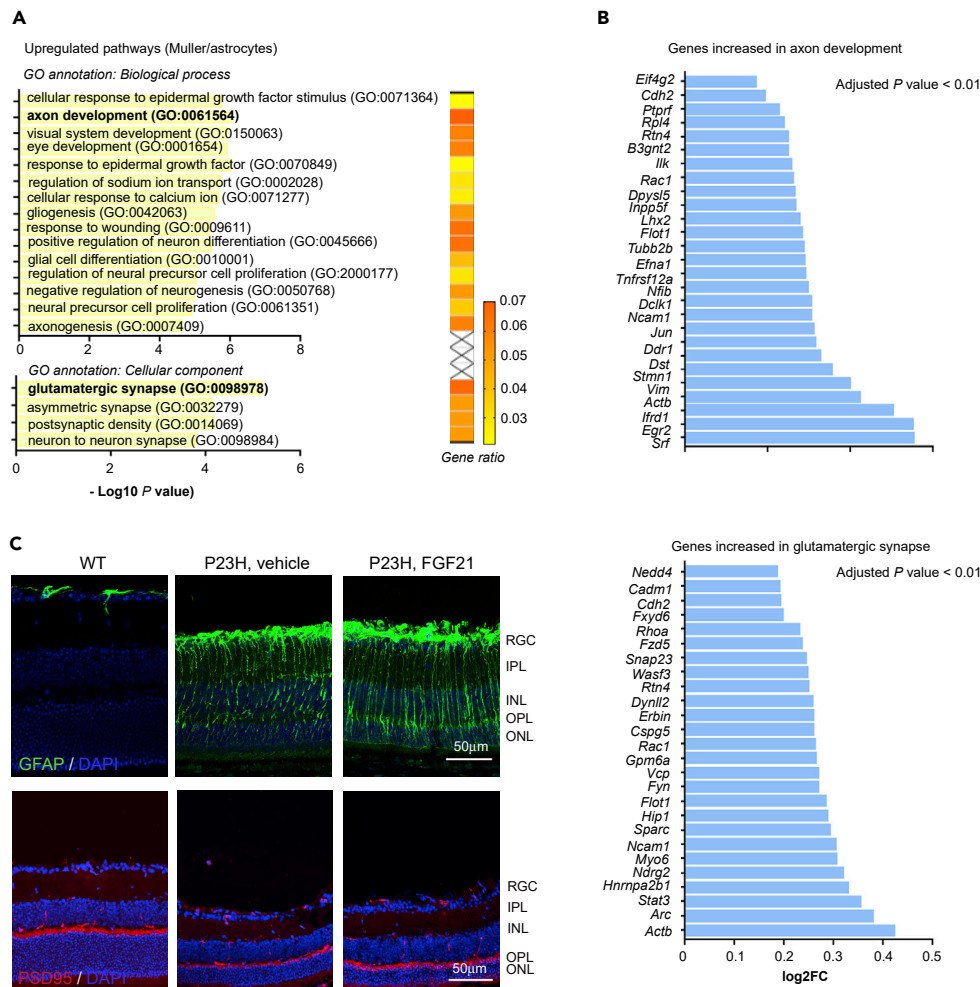 A
Upregulated pathways (Muller/astrocytes)
GO annotation: Biological process
cellular response to epidermal growth factor stimulus (GO:0071364)
axon development (GO:0061564)
visual system development (GO:0150063)
eye development (GO:0001654)
response to epidermal growth factor (GO:0070849)
regulation of sodium ion transport (GO:0002028)
cellular response to calcium ion (GO:0071277)
gliogenesis (GO:0042063)
response to wounding (GO:0009611)
positive regulation of neuron differentiation (GO:0045666)
glial cell differentiation (GO:0010001)
regulation of neural precursor cell proliferation (GO:2000177)
negative regulation of neurogenesis (GO:0050768)
neural precursor cell proliferation (GO:0061351)
axonogenesis (GO:0007409)
0 2 4 6 8
GO annotation: Cellular component
glutamatergic synapse (GO:0098978)
asymmetric synapse (GO:0032279)
postsynaptic density (GO:0014069)
neuron to neuron synapse (GO:0098984)
0 2 4 6
- Log10 P value)
0.07
0.06
0.05
0.04
0.03
Gene ratio
B
Genes increased in axon development
Adjusted P value < 0.01
Eif4g2
Cdh2
Ptprf
Rpl4
Rtn4
B3gnt2
Ilk
Rac1
Dpysl5
Inpp5f
Lhx2
Flot1
Tubb2b
Efna1
Tnfrsf12a
Nfib
Dclk1
Ncam1
Jun
Ddr1
Dst
Stmn1
Vim
Actb
Ifrd1
Egr2
Srf
Genes increased in glutamatergic synapse
Adjusted P value < 0.01
Nedd4
Cadm1
Cdh2
Fxyd6
Rhoa
Fzd5
Snap23
Wasf3
Rtn4
Dynll2
Erbin
Cspg5
Rac1
Gpm6a
Vcp
Fyn
Flot1
Hip1
Sparc
Ncam1
Myo6
Ndrg2
Hnrnpa2b1
Stat3
Arc
Actb
0 0.1 0.2 0.3 0.4 0.5
log2FC
C
WT
P23H, vehicle
P23H, FGF21
RGC
IPL
INL
OPL
ONL
50μm
GFAP / DAPI
RGC
IPL
INL
OPL
ONL
50μm
PSD95 / DAPI